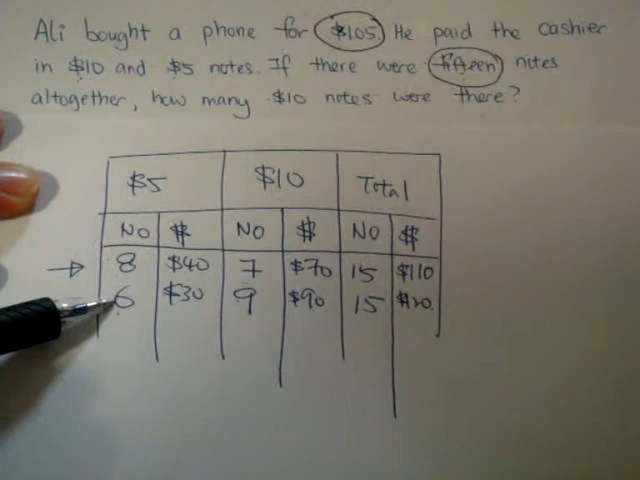 Ali bought a phone for $105. He paid the cashier
in $10 and $5 notes. If there were fifteen notes
altogether, how many $10 notes were there?
$5 $10 Total
NO $ NO $ NO $
8 $40 7 $70 15 $110
6 $30 9 $90 15 $120